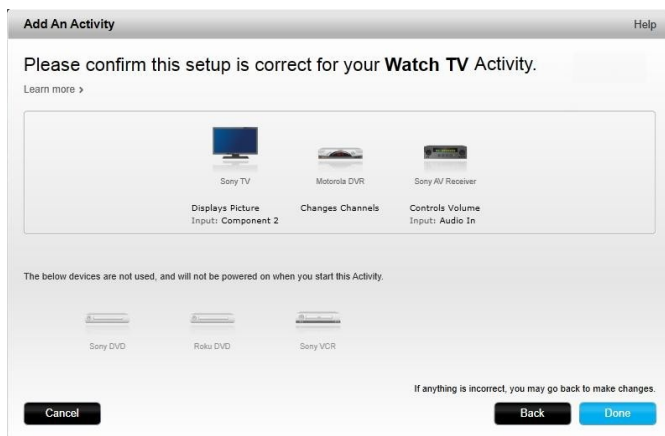 Add An Activity
Help
Please confirm this setup is correct for your Watch TV Activity.
Learn more >
Sony TV
Motorola DVR
Sony AV Receiver
Displays Picture
Input: Component 2
Changes Channels
Controls Volume
Input: Audio In
The below devices are not used, and will not be powered on when you start this Activity.
Sony DVD
Roku DVD
Sony VCR
If anything is incorrect, you may go back to make changes.
Cancel
Back
Done